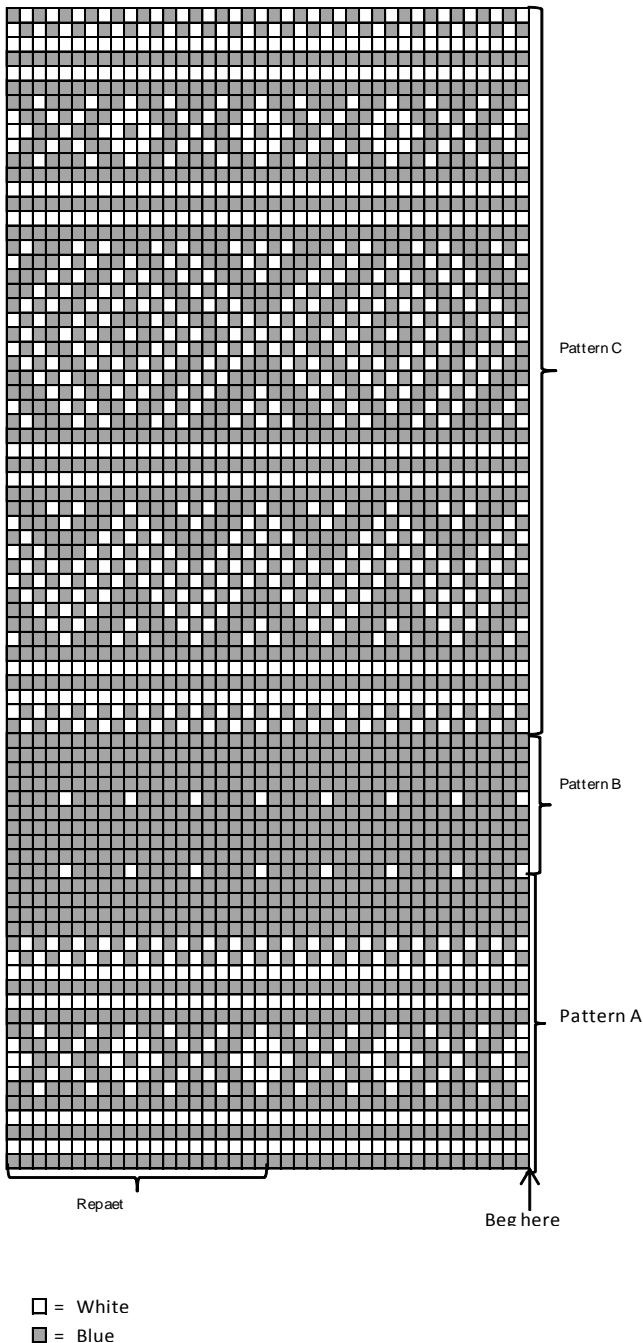 Pattern C
Pattern B
Pattern A
Repaet
Beg here
= White
= Blue